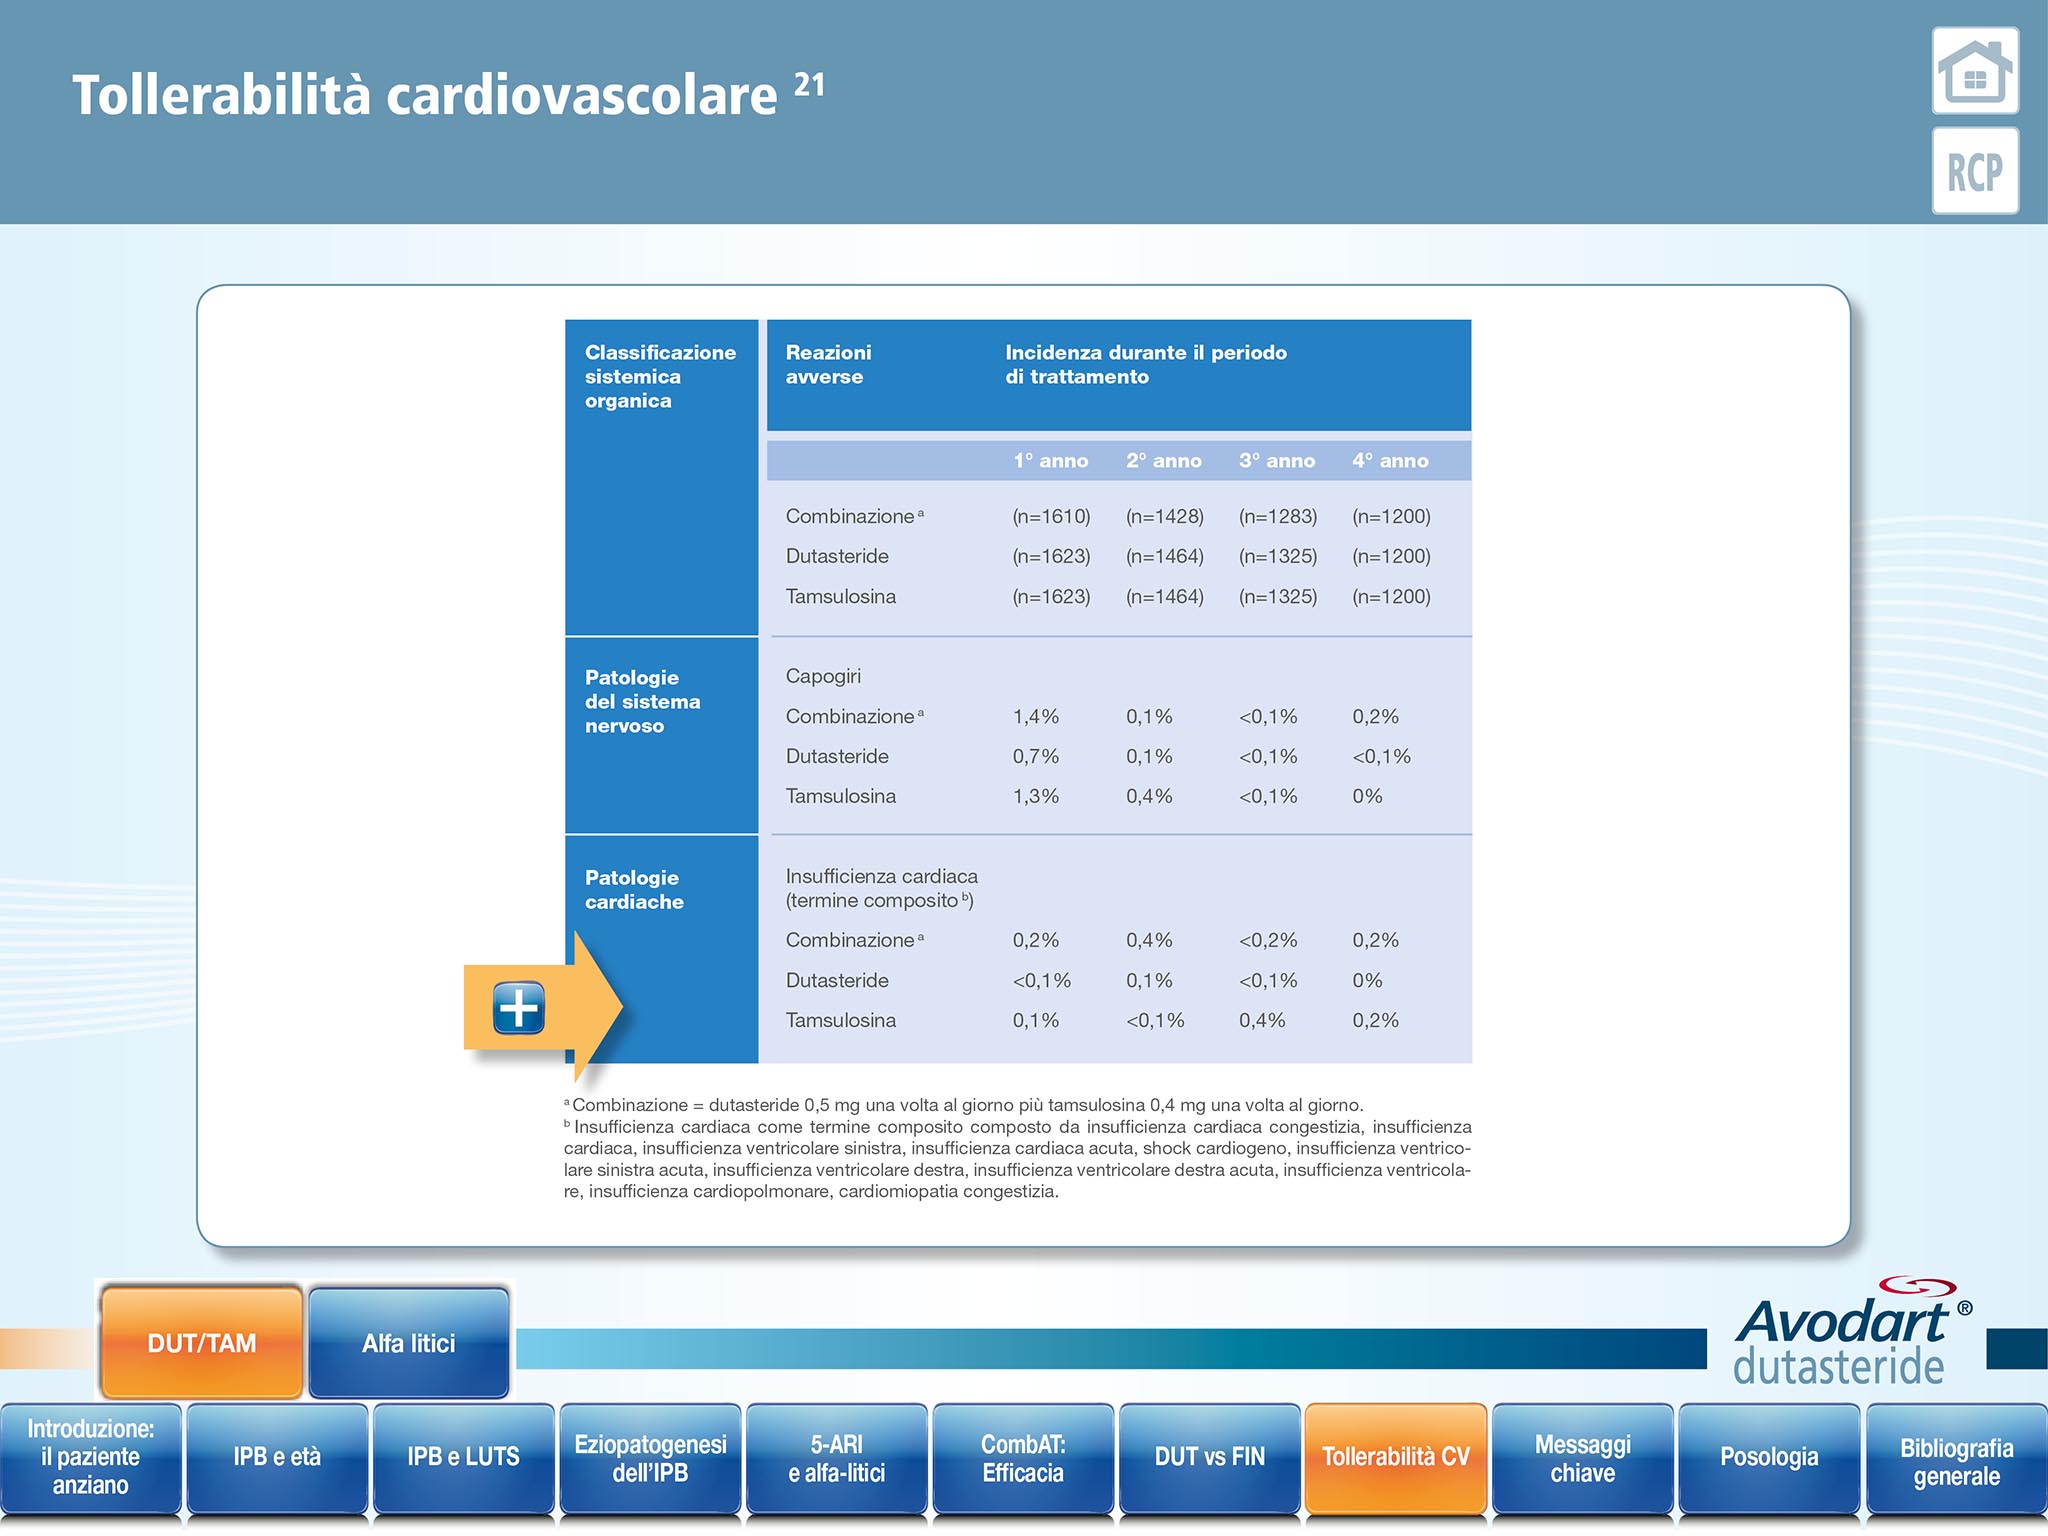 Tollerabilità cardiovascolare 21
RCP
Classificazione
sistemica
organica
Reazioni
avverse
Incidenza durante il periodo
di trattamento
1° anno 2° anno 3° anno 4° anno
Combinazione a (n=1610) (n=1428) (n=1283) (n=1200)
Dutasteride (n=1623) (n=1464) (n=1325) (n=1200)
Tamsulosina (n=1623) (n=1464) (n=1325) (n=1200)
Patologie
del sistema
nervoso
Capogiri
Combinazione a 1,4% 0,1% <0,1% 0,2%
Dutasteride 0,7% 0,1% <0,1% <0,1%
Tamsulosina 1,3% 0,4% <0,1% 0%
Patologie
cardiache
Insufficienza cardiaca
(termine composito b)
Combinazione a 0,2% 0,4% <0,2% 0,2%
Dutasteride <0,1% 0,1% <0,1% 0%
Tamsulosina 0,1% <0,1% 0,4% 0,2%
a Combinazione = dutasteride 0,5 mg una volta al giorno più tamsulosina 0,4 mg una volta al giorno.
b Insufficienza cardiaca come termine composito composto da insufficienza cardiaca congestizia, insufficienza
cardiaca, insufficienza ventricolare sinistra, insufficienza cardiaca acuta, shock cardiogeno, insufficienza ventrico-
lare sinistra acuta, insufficienza ventricolare destra, insufficienza ventricolare destra acuta, insufficienza ventricola-
re, insufficienza cardiopolmonare, cardiomiopatia congestizia.
DUT/TAM
Alfa litici
Avodart®
dutasteride
Introduzione:
il paziente
anziano
IPB e età
IPB e LUTS
Eziopatogenesi
dell'IPB
5-ARI
e alfa-litici
CombAT:
Efficacia
DUT vs FIN
Tollerabilità CV
Messaggi
chiave
Posologia
Bibliografia
generale